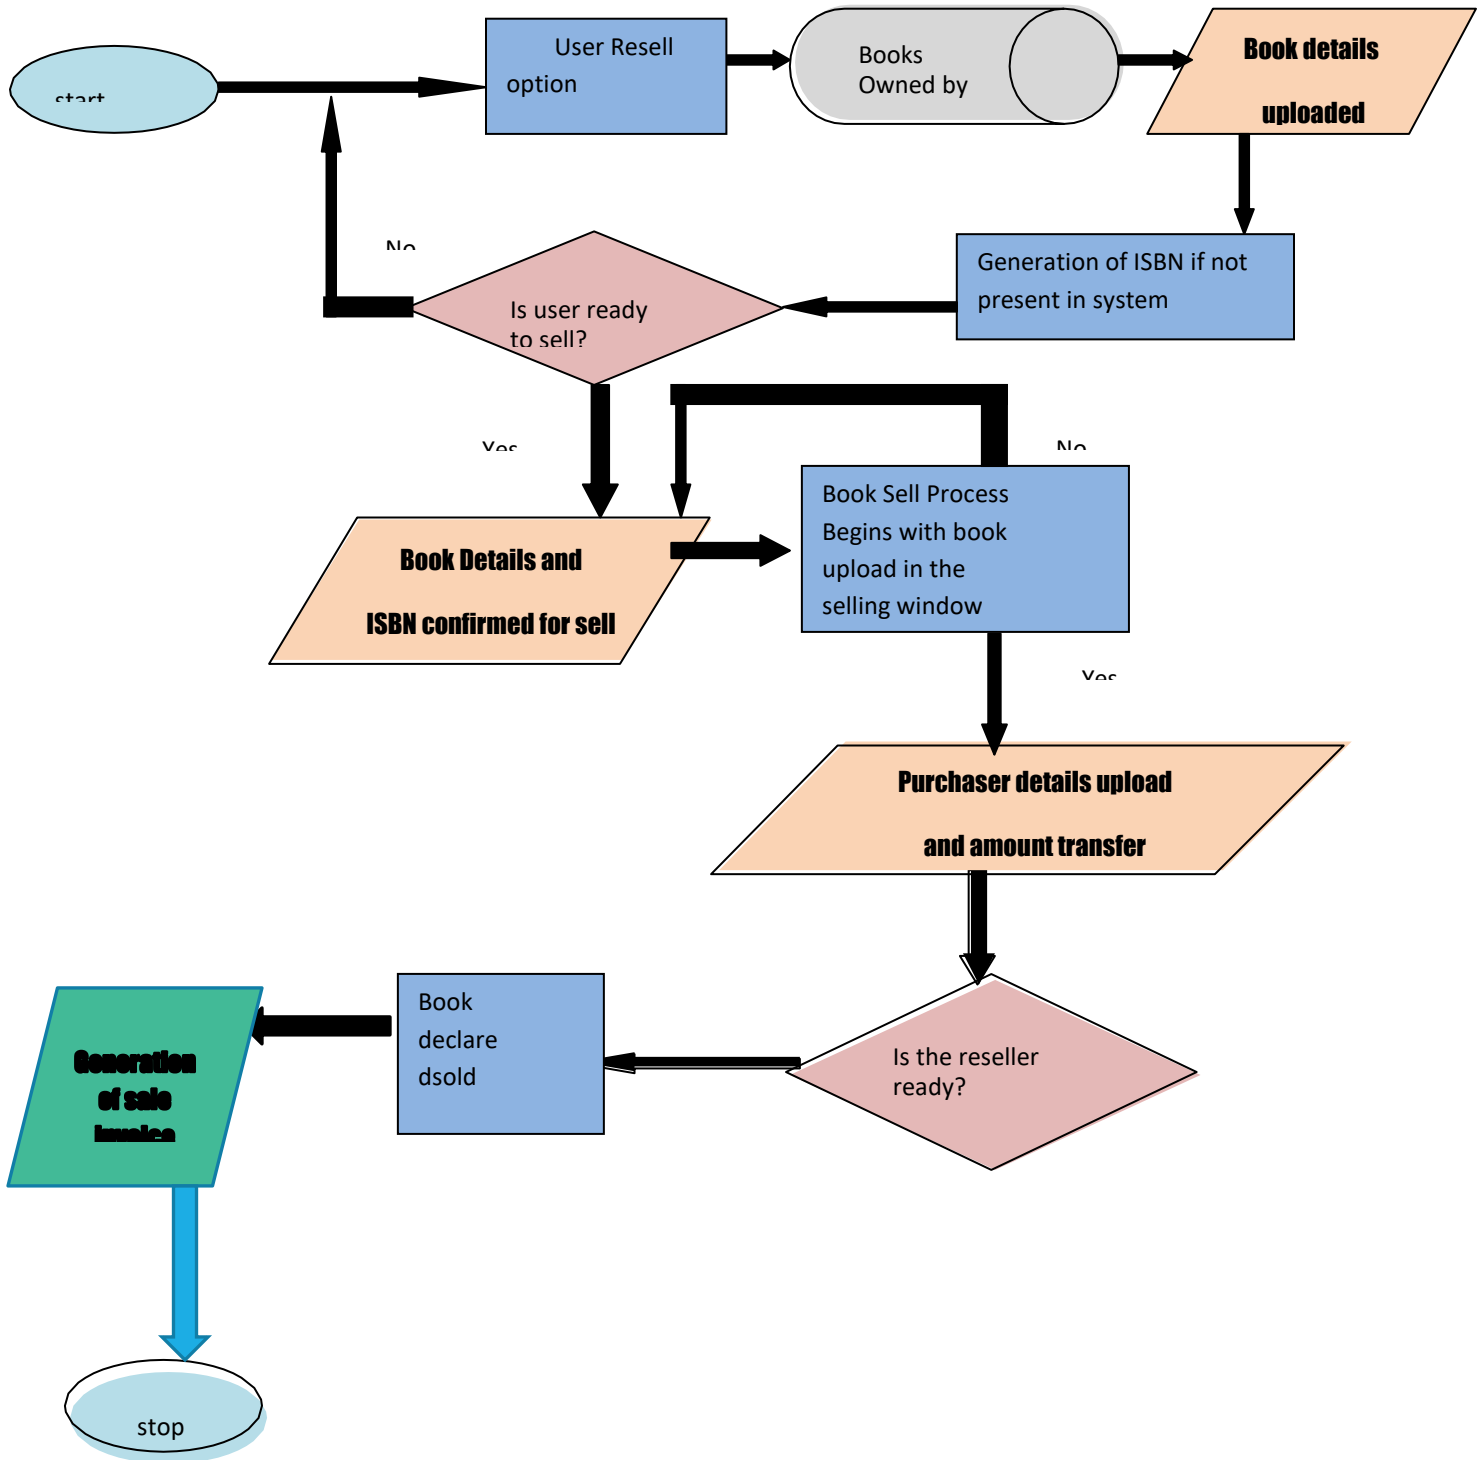 start
User Resell
option
Books
Owned by
Book details
uploaded
No
Is user ready
to sell?
Generation of ISBN if not
present in system
Yes
No
Book Details and
ISBN confirmed for sell
Book Sell Process
Begins with book
upload in the
selling window
Yes
Purchaser details upload
and amount transfer
Is the reseller
ready?
Book
declare
dsold
Generation
of sale
invoice
stop